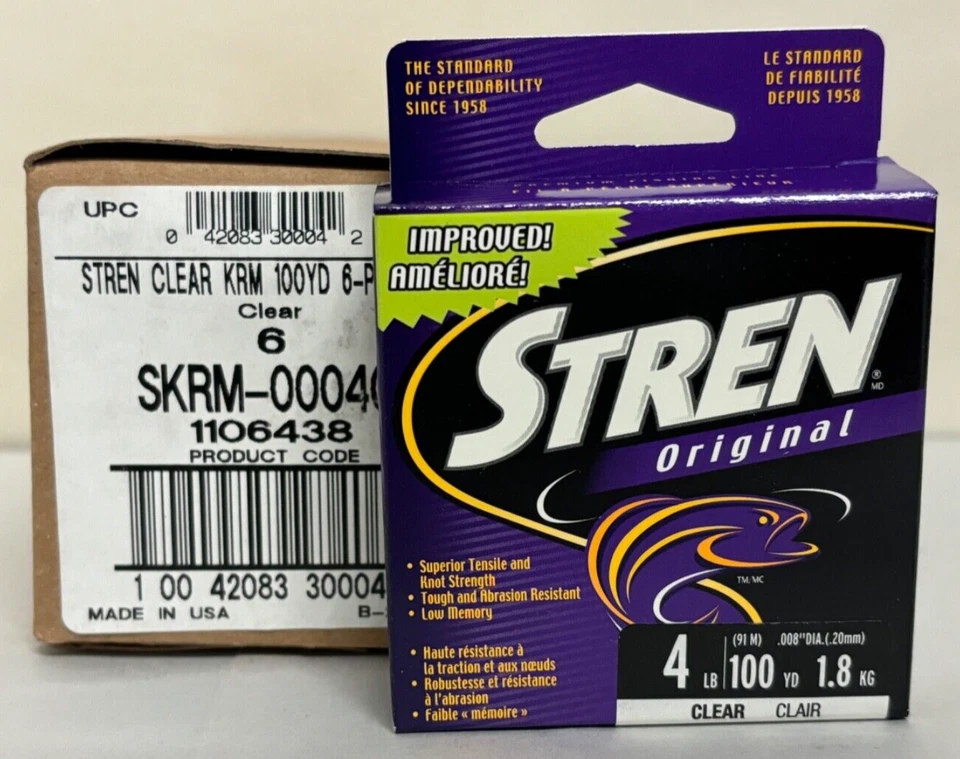 UPC
0 42083 30004 2
STREN CLEAR KRM 100YD 6-P
Clear
6
SKRM-0004
1106438
PRODUCT CODE
1 00 42083 30004
MADE IN USA
B-
THE STANDARD
OF DEPENDABILITY
SINCE 1958
LE STANDARD
DE FIABILITÉ
DEPUIS 1958
IMPROVED!
AMÉLIORÉ!
STREN
®
MD
Original
TM, MC
• Superior Tensile and
Knot Strength
• Tough and Abrasion Resistant
• Low Memory
• Haute résistance à
la traction et aux nœuds
• Robustesse et résistance
à l'abrasion
• Faible « mémoire »
(91 M) .008" DIA.(.20mm)
4 LB 100 YD 1.8 KG
CLEAR CLAIR